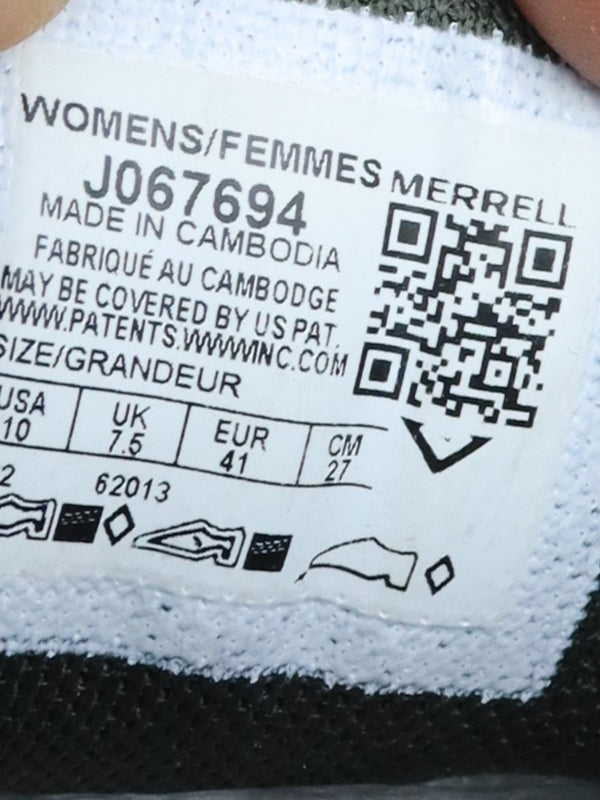 WOMENS/FEMMES MERRELL
J067694
MADE IN CAMBODIA
FABRIQUÉ AU CAMBODGE
MAY BE COVERED BY US PAT.
WWW.PATENTS.WWWINC.COM
SIZE/GRANDEUR
USA UK EUR CM
10 7.5 41 27
62013